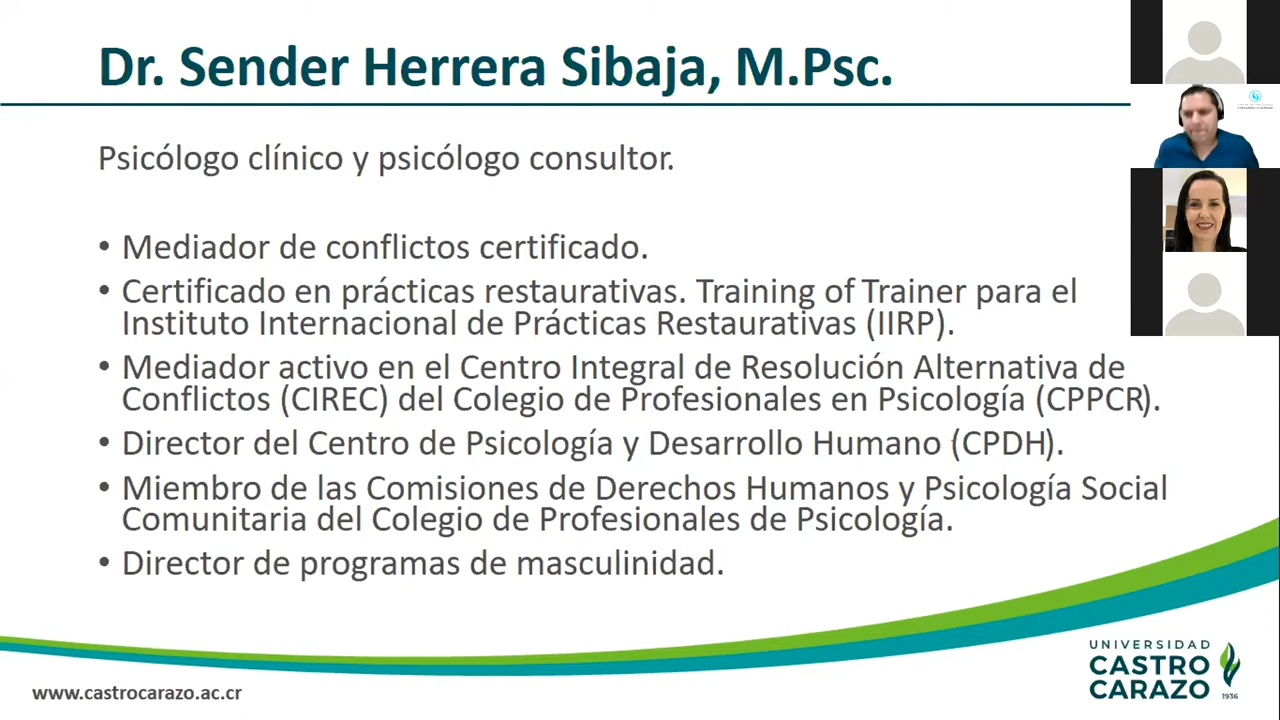 Dr. Sender Herrera Sibaja, M.Psc.
Psicólogo clínico y psicólogo consultor.
• Mediador de conflictos certificado.
• Certificado en prácticas restaurativas. Training of Trainer para el
Instituto Internacional de Prácticas Restaurativas (IIRP).
• Mediador activo en el Centro Integral de Resolución Alternativa de
Conflictos (CIREC) del Colegio de Profesionales en Psicología (CPPCR).
• Director del Centro de Psicología y Desarrollo Humano (CPDH).
• Miembro de las Comisiones de Derechos Humanos y Psicología Social
Comunitaria del Colegio de Profesionales de Psicología.
• Director de programas de masculinidad.
www.castrocarazo.ac.cr
UNIVERSIDAD
CASTRO
CARAZO
1936